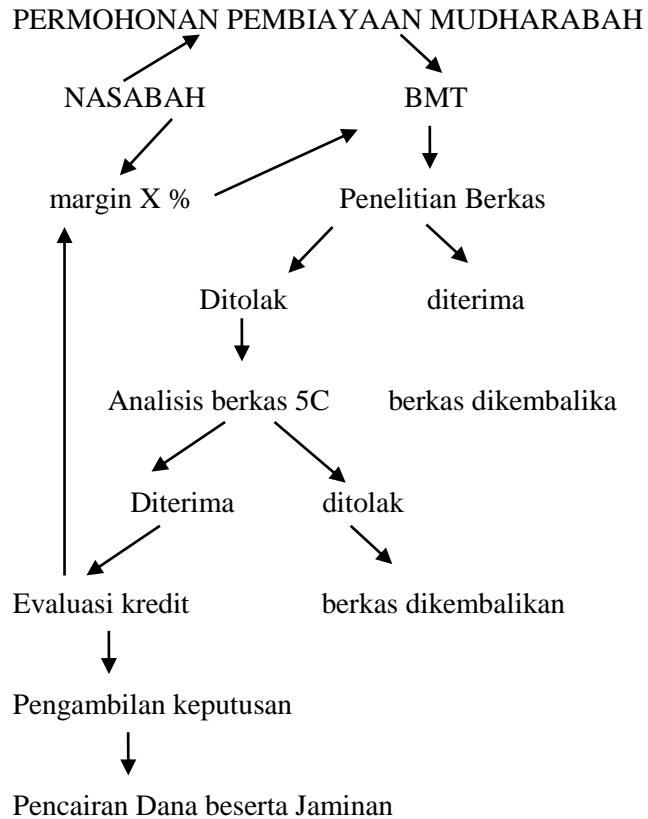 PERMOHONAN PEMBIAYAAN MUDHARABAH
NASABAH BMT
margin X % Penelitian Berkas
Ditolak diterima
Analisis berkas 5C berkas dikembalika
Diterima ditolak
Evaluasi kredit berkas dikembalikan
Pengambilan keputusan
Pencairan Dana beserta Jaminan